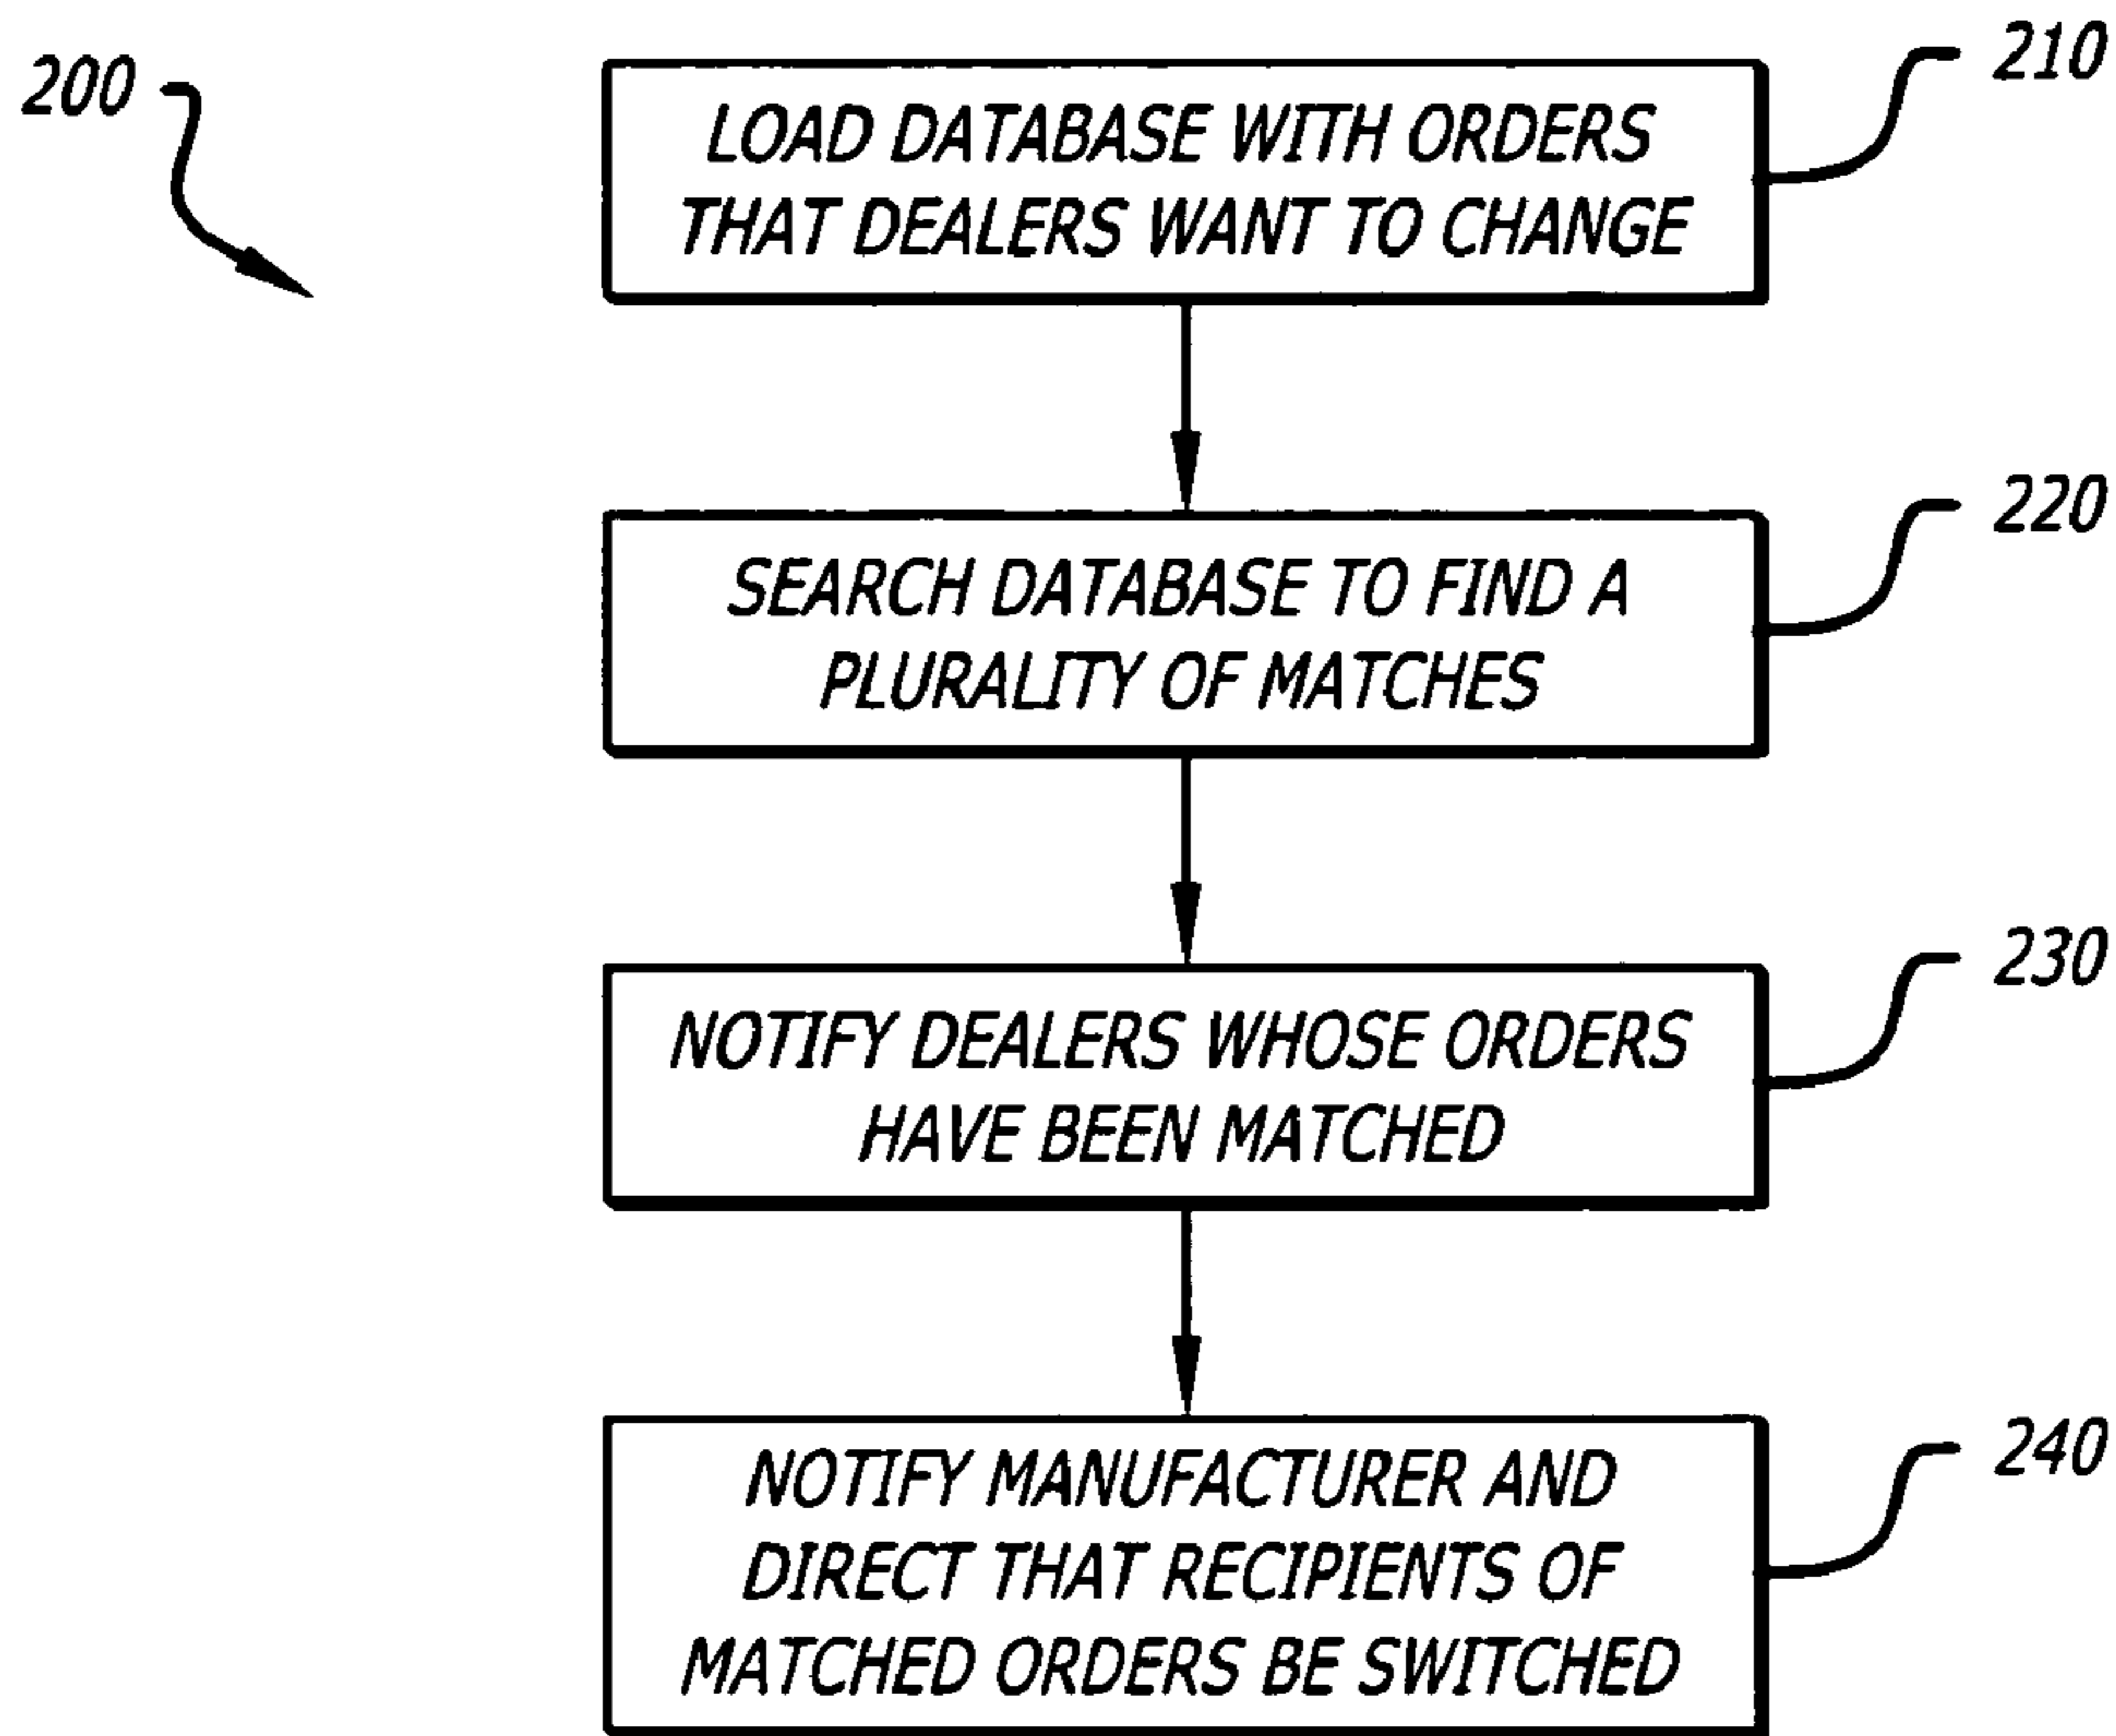 200
210
LOAD DATABASE WITH ORDERS
THAT DEALERS WANT TO CHANGE
220
SEARCH DATABASE TO FIND A
PLURALITY OF MATCHES
230
NOTIFY DEALERS WHOSE ORDERS
HAVE BEEN MATCHED
240
NOTIFY MANUFACTURER AND
DIRECT THAT RECIPIENTS OF
MATCHED ORDERS BE SWITCHED